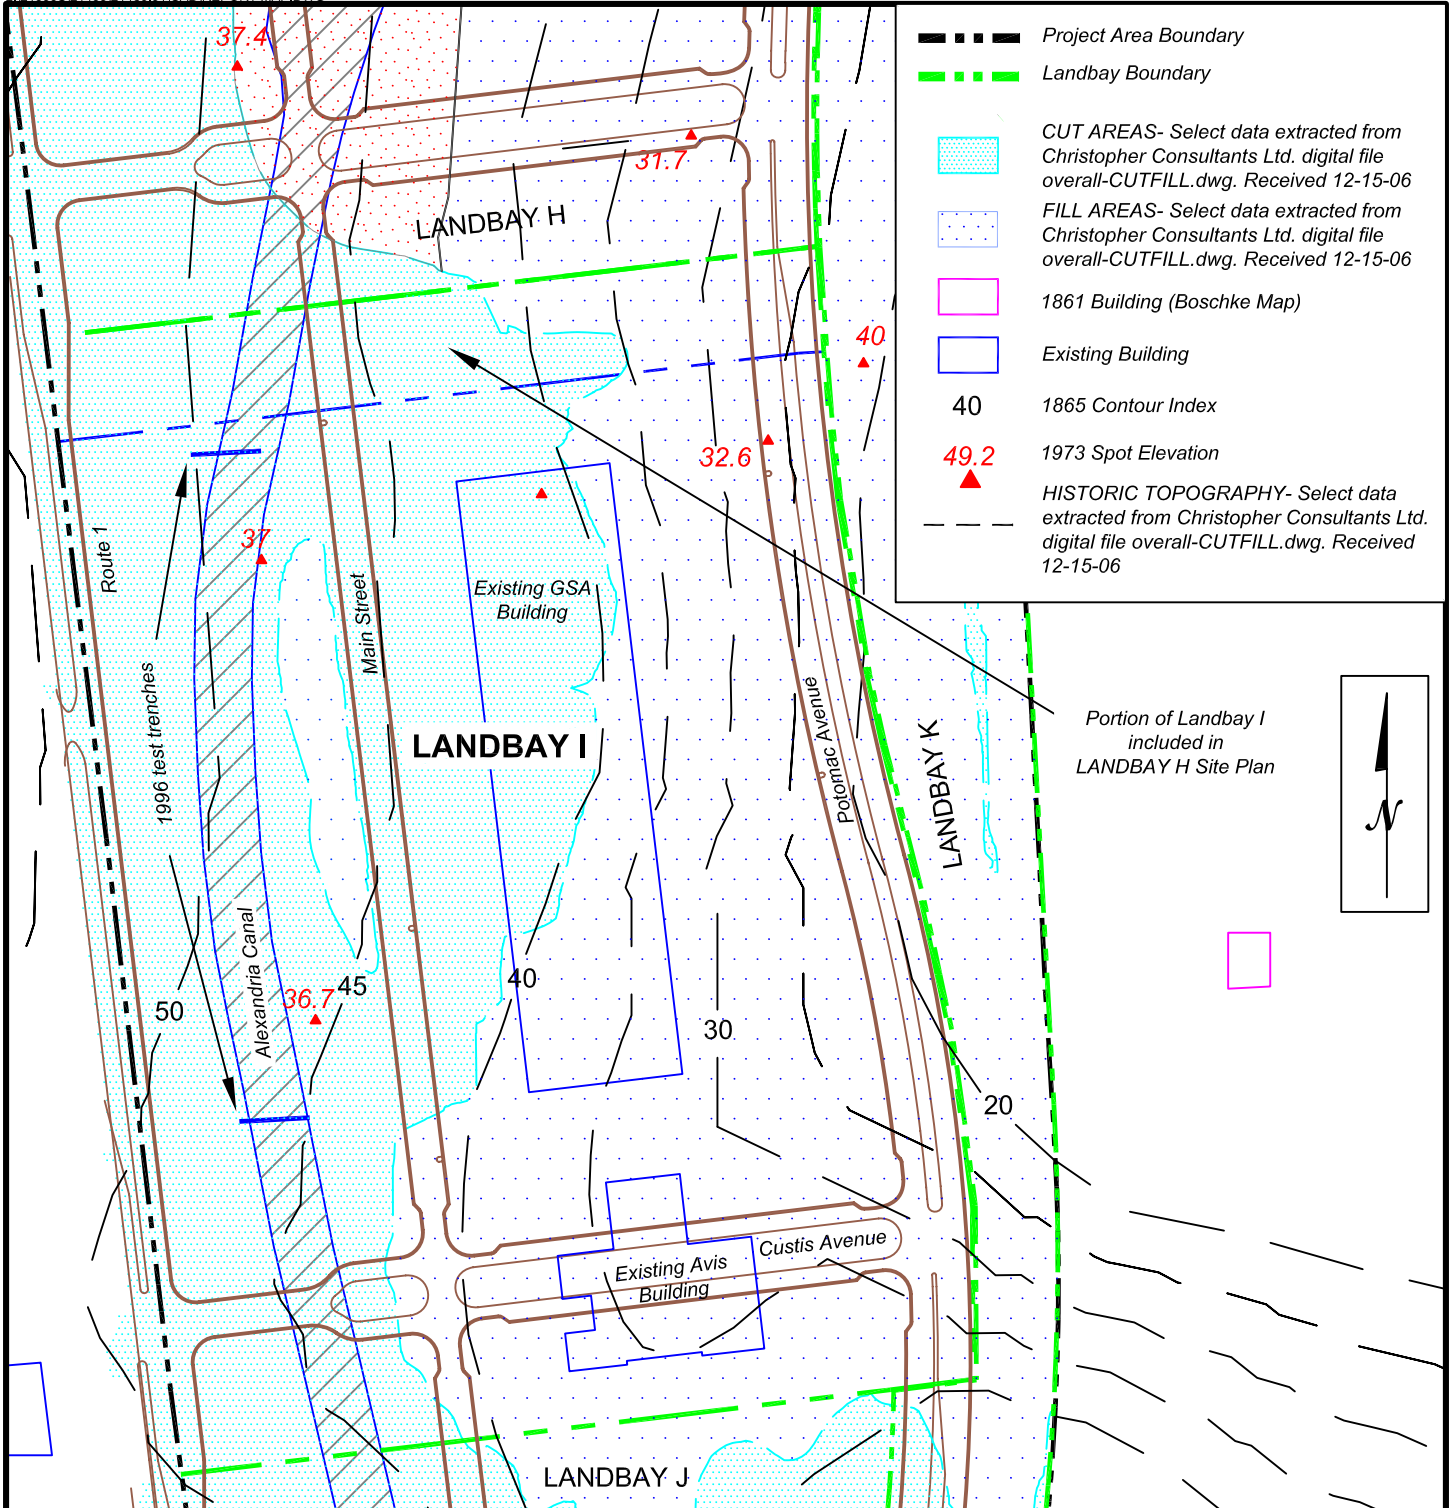 Project Area Boundary
Landbay Boundary
CUT AREAS- Select data extracted from
Christopher Consultants Ltd. digital file
overall-CUTFILL.dwg. Received 12-15-06
FILL AREAS- Select data extracted from
Christopher Consultants Ltd. digital file
overall-CUTFILL.dwg. Received 12-15-06
1861 Building (Boschke Map)
Existing Building
40
1865 Contour Index
49.2
1973 Spot Elevation
HISTORIC TOPOGRAPHY- Select data
extracted from Christopher Consultants Ltd.
digital file overall-CUTFILL.dwg. Received
12-15-06
37.4
31.7
LANDBAY H
40
32.6
37
Route 1
Existing GSA
Building
Main Street
1996 test trenches
LANDBAY I
Potomac Avenue
LANDBAY K
Portion of Landbay I
included in
LANDBAY H Site Plan
N
Alexandria Canal
50
36.7
45
40
30
20
Custis Avenue
Existing Avis
Building
LANDBAY J